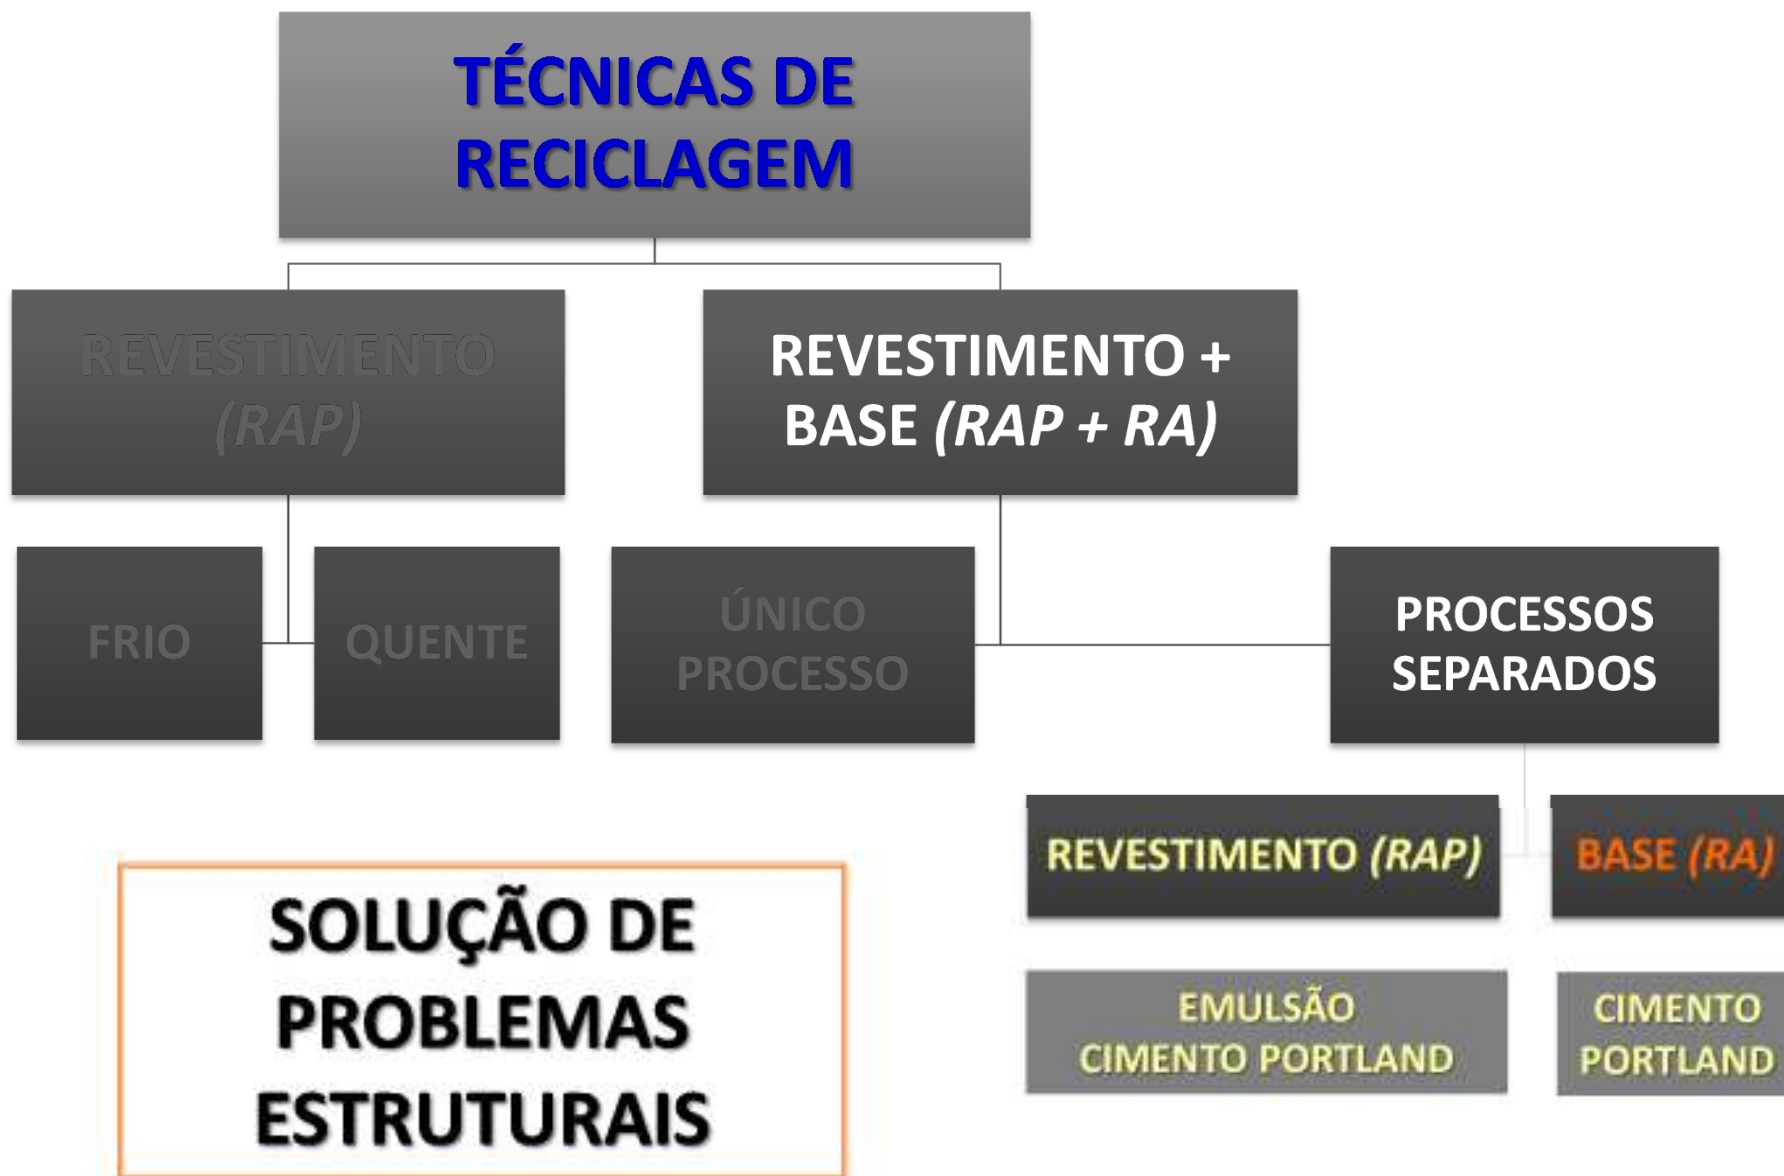 TÉCNICAS DE
RECICLAGEM
REVESTIMENTO
(RAP)
REVESTIMENTO +
BASE (RAP + RA)
FRIO
QUENTE
ÚNICO
PROCESSO
PROCESSOS
SEPARADOS
REVESTIMENTO (RAP)
BASE (RA)
EMULSÃO
CIMENTO PORTLAND
CIMENTO
PORTLAND
SOLUÇÃO DE
PROBLEMAS
ESTRUTURAIS